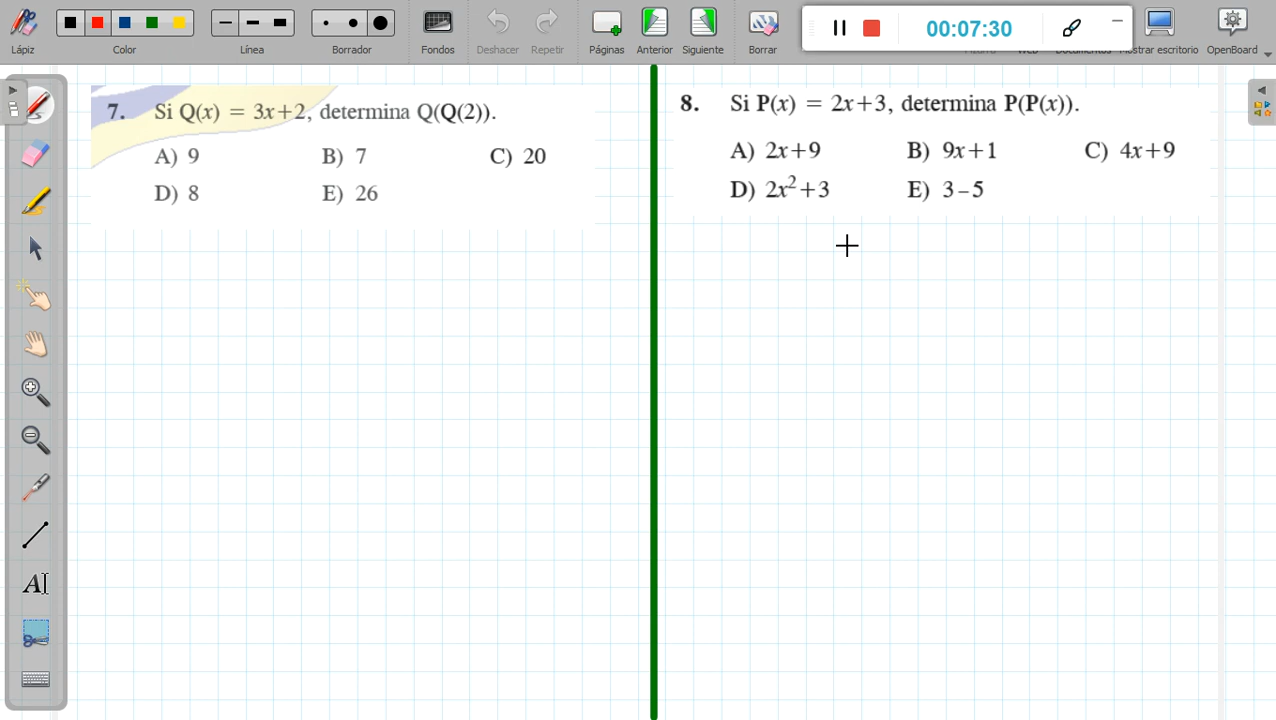 Lápiz Color Línea Borrador Fondos Deshacer Repetir Páginas Anterior Siguiente Borrar Mostrar escritorio OpenBoard
00:07:30
7. Si Q(x) = 3x+2, determina Q(Q(2)).
A) 9 B) 7 C) 20
D) 8 E) 26
8. Si P(x) = 2x+3, determina P(P(x)).
A) 2x+9 B) 9x+1 C) 4x+9
D) 2x²+3 E) 3–5
A